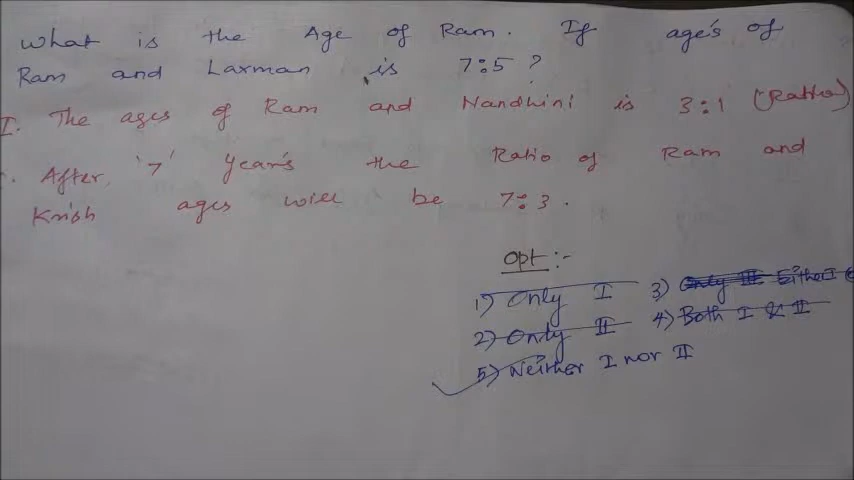 What is the Age of Ram. If age's of
Ram and Laxman is 7:5 ?
I. The ages of Ram and Nandhini is 3:1 (Ratio)
After '7' Year's the Ratio of Ram and
Krish ages will be 7:3.
Opt:-
1) Only I 3) Only II Either I
2) Only II 4) Both I & II
5) Neither I nor II